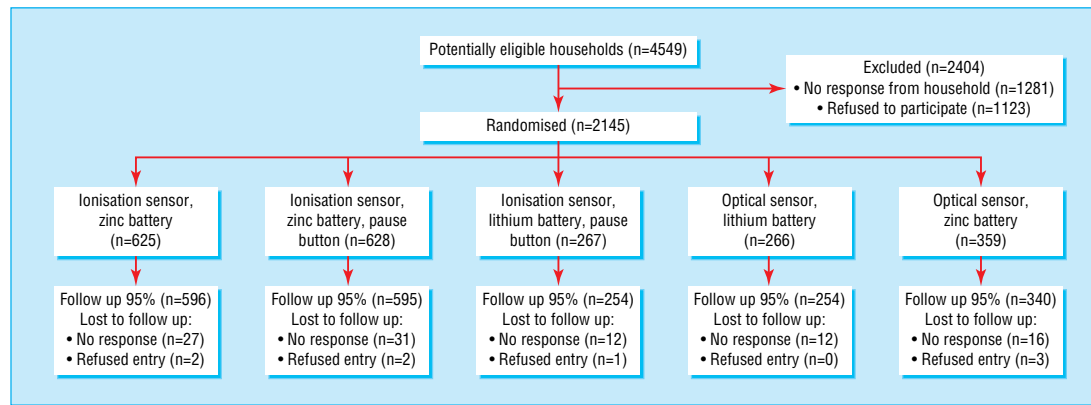 Potentially eligible households (n=4549)
Excluded (n=2404)
• No response from household (n=1281)
• Refused to participate (n=1123)
Randomised (n=2145)
Ionisation sensor,
zinc battery
(n=625)
Ionisation sensor,
zinc battery, pause
button (n=628)
Ionisation sensor,
lithium battery, pause
button (n=267)
Optical sensor,
lithium battery
(n=266)
Optical sensor,
zinc battery
(n=359)
Follow up 95% (n=596)
Lost to follow up:
• No response (n=27)
• Refused entry (n=2)
Follow up 95% (n=595)
Lost to follow up:
• No response (n=31)
• Refused entry (n=2)
Follow up 95% (n=254)
Lost to follow up:
• No response (n=12)
• Refused entry (n=1)
Follow up 95% (n=254)
Lost to follow up:
• No response (n=12)
• Refused entry (n=0)
Follow up 95% (n=340)
Lost to follow up:
• No response (n=16)
• Refused entry (n=3)